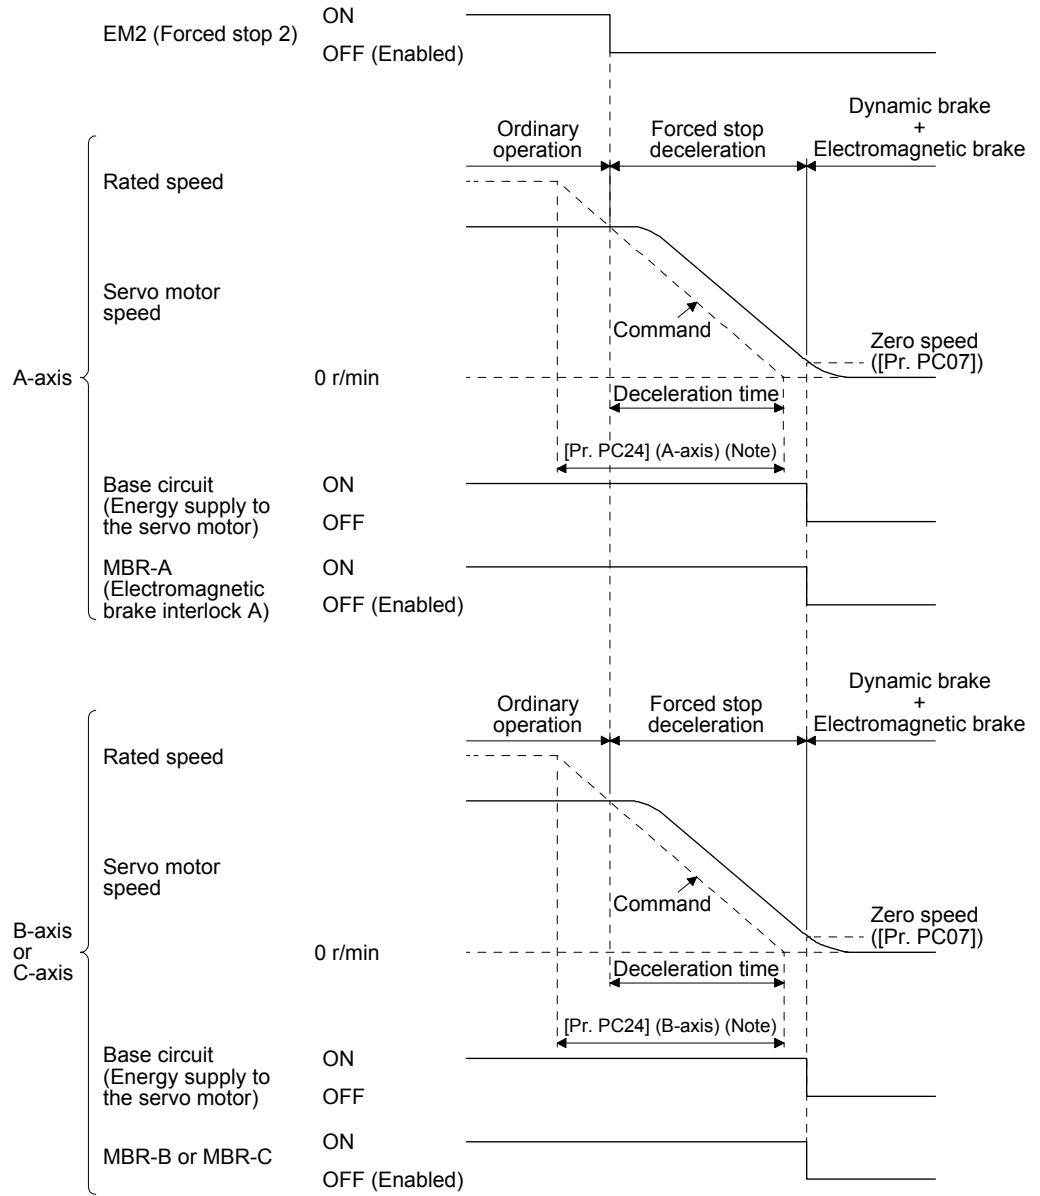 EM2 (Forced stop 2)
ON
OFF (Enabled)
Ordinary
operation
Forced stop
deceleration
Dynamic brake
+
Electromagnetic brake
Rated speed
Servo motor
speed
Command
Zero speed
([Pr. PC07])
A-axis
0 r/min
Deceleration time
[Pr. PC24] (A-axis) (Note)
Base circuit
(Energy supply to
the servo motor)
ON
OFF
MBR-A
(Electromagnetic
brake interlock A)
ON
OFF (Enabled)
Ordinary
operation
Forced stop
deceleration
Dynamic brake
+
Electromagnetic brake
Rated speed
Servo motor
speed
Command
Zero speed
([Pr. PC07])
B-axis
or
C-axis
0 r/min
Deceleration time
[Pr. PC24] (B-axis) (Note)
Base circuit
(Energy supply to
the servo motor)
ON
OFF
MBR-B or MBR-C
ON
OFF (Enabled)